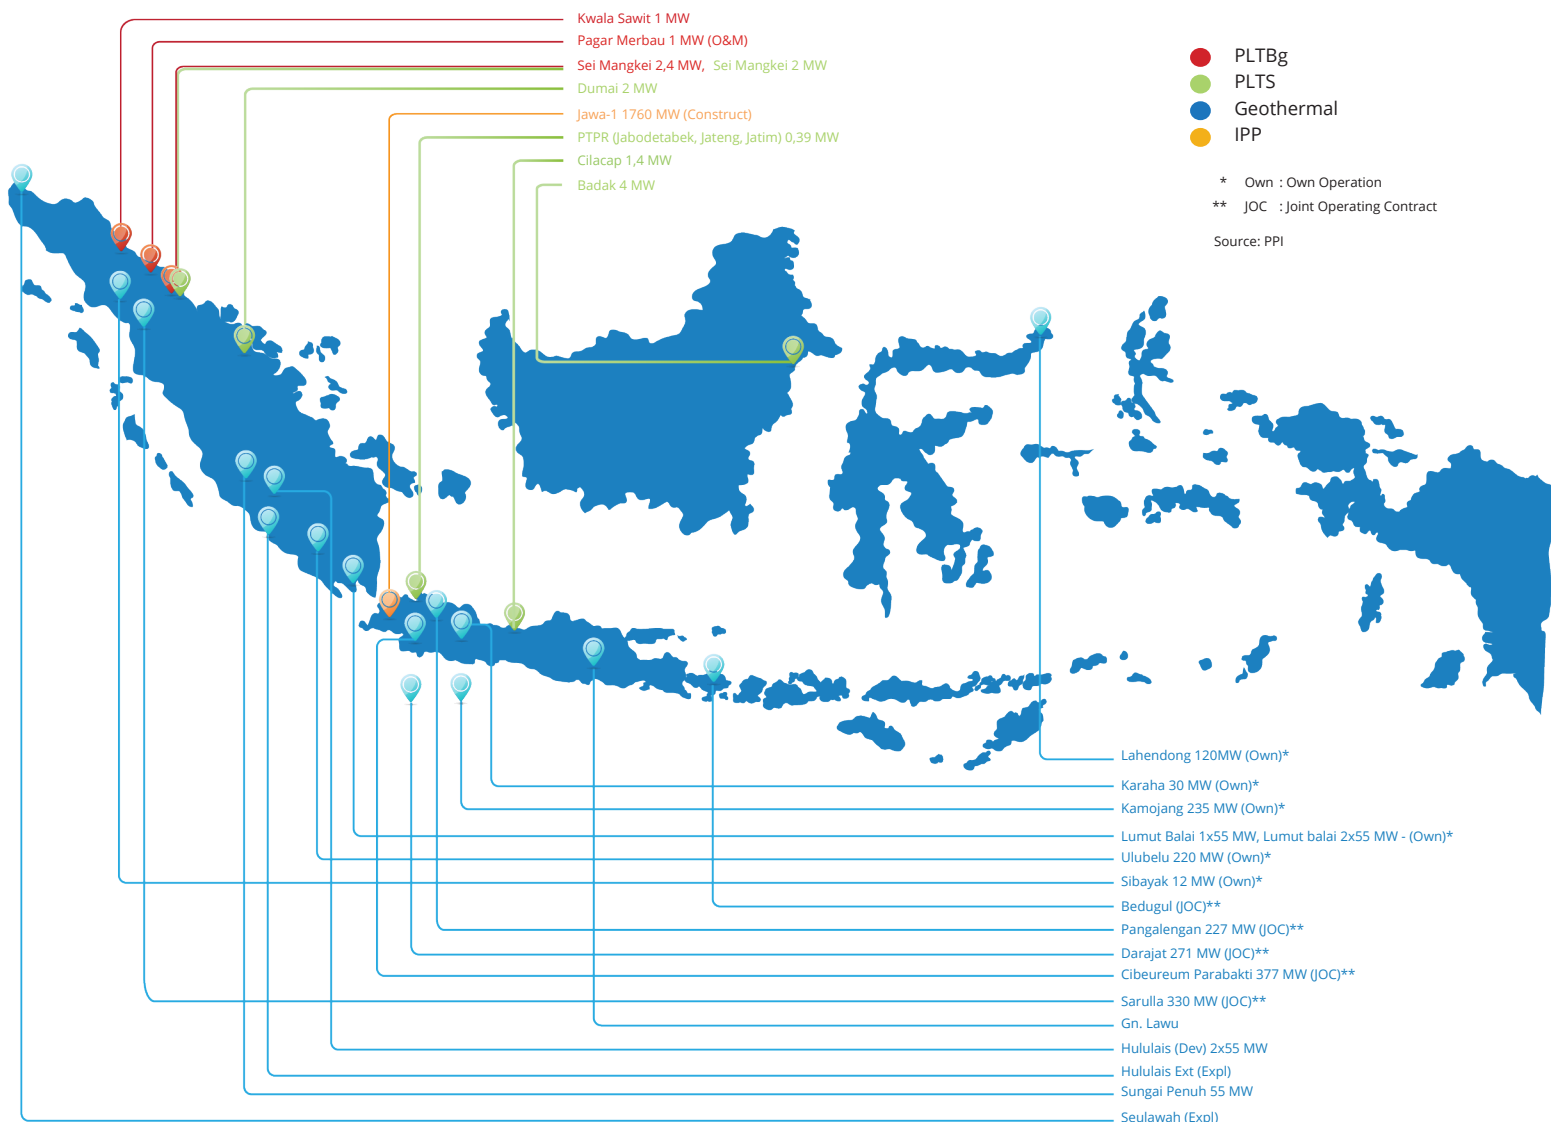 Kwala Sawit 1 MW
Pagar Merbau 1 MW (O&M)
Sei Mangkei 2,4 MW, Sei Mangkei 2 MW
Dumai 2 MW
Jawa-1 1760 MW (Construct)
PTPR (Jabodetabek, Jateng, Jatim) 0,39 MW
Cilacap 1,4 MW
Badak 4 MW
PLTBg
PLTS
Geothermal
IPP
* Own : Own Operation
** JOC : Joint Operating Contract
Source: PPI
Lahendong 120MW (Own)*
Karaha 30 MW (Own)*
Kamojang 235 MW (Own)*
Lumut Balai 1x55 MW, Lumut balai 2x55 MW - (Own)*
Ulubelu 220 MW (Own)*
Sibayak 12 MW (Own)*
Bedugul (JOC)**
Pangalengan 227 MW (JOC)**
Darajat 271 MW (JOC)**
Cibeureum Parabakti 377 MW (JOC)**
Sarulla 330 MW (JOC)**
Gn. Lawu
Hululais (Dev) 2x55 MW
Hululais Ext (Expl)
Sungai Penuh 55 MW
Seulawah (Expl)